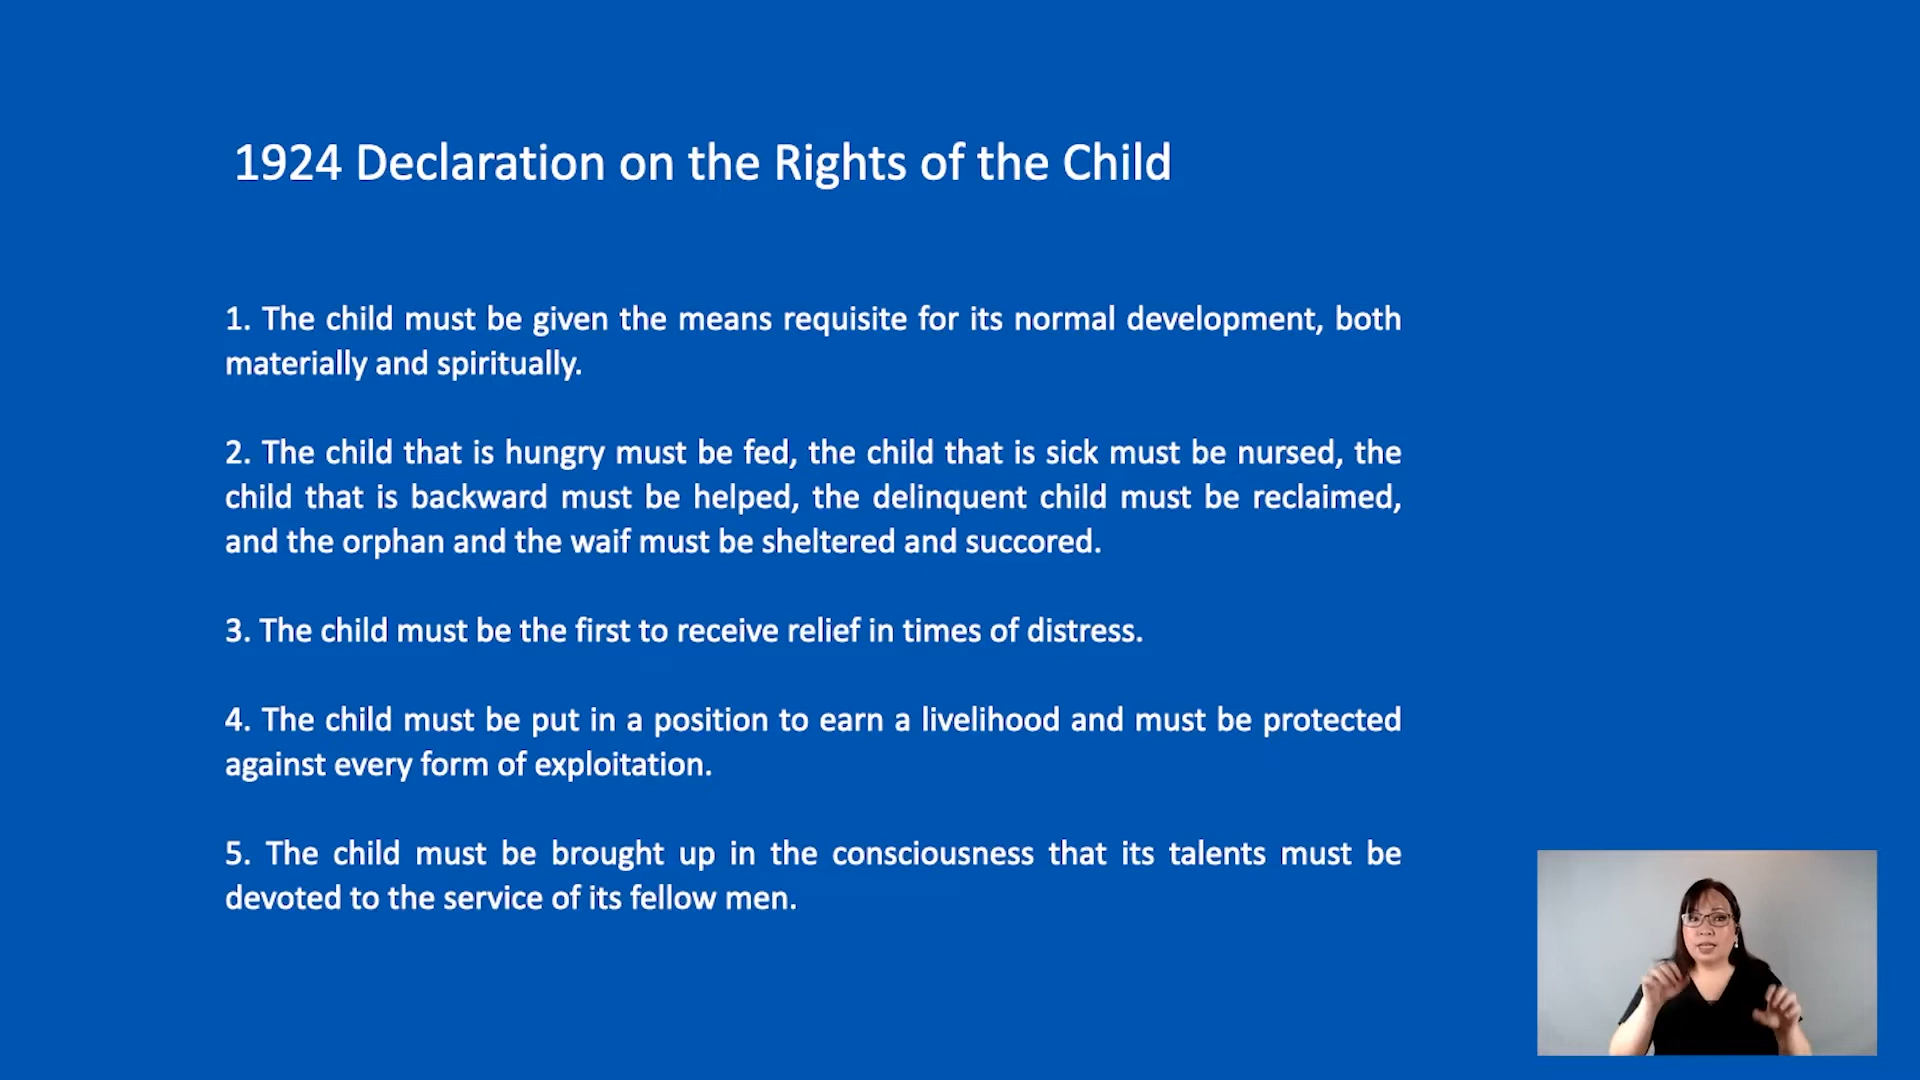 1924 Declaration on the Rights of the Child
1. The child must be given the means requisite for its normal development, both
materially and spiritually.
2. The child that is hungry must be fed, the child that is sick must be nursed, the
child that is backward must be helped, the delinquent child must be reclaimed,
and the orphan and the waif must be sheltered and succored.
3. The child must be the first to receive relief in times of distress.
4. The child must be put in a position to earn a livelihood and must be protected
against every form of exploitation.
5. The child must be brought up in the consciousness that its talents must be
devoted to the service of its fellow men.